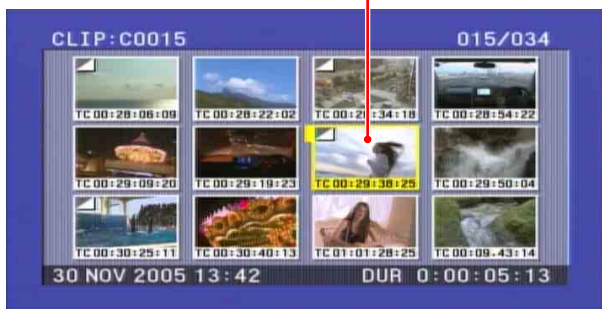 CLIP:C0015 015/034
TC 00:28:06:09 TC 00:28:22:02 TC 00:28:34:18 TC 00:28:54:22
TC 00:29:09:20 TC 00:29:19:23 TC 00:29:38:25 TC 00:29:50:04
TC 00:30:25:11 TC 00:30:40:13 TC 01:01:28:25 TC 00:09.43:14
30 NOV 2005 13:42 DUR 0:00:05:13